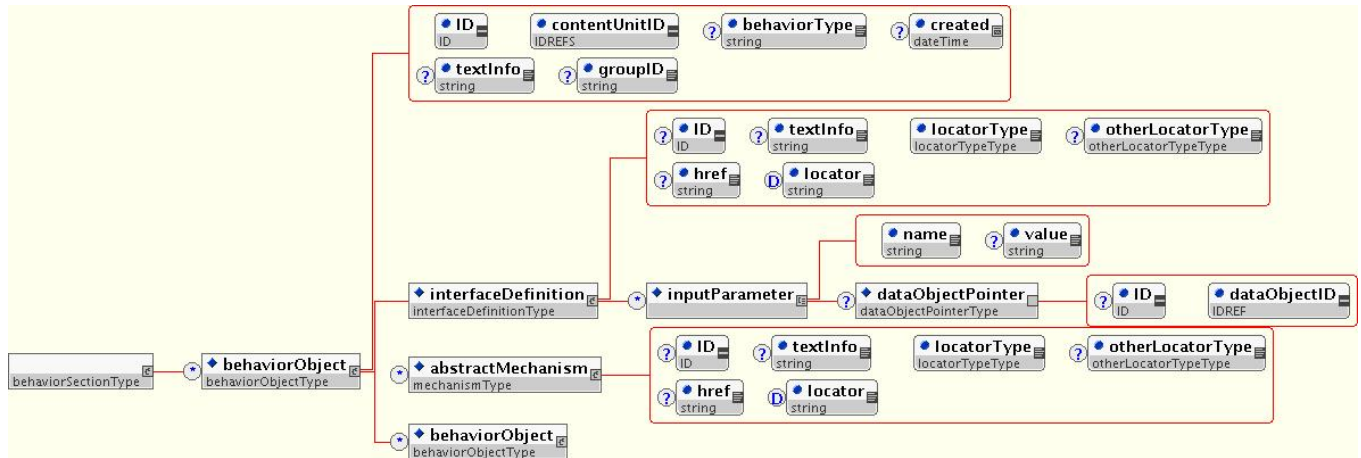 ID contentUnitID ? behaviorType ? created
ID IDREFS string dateTime
? textInfo ? groupID
string string
? ID ? textInfo locatorType ? otherLocatorType
ID string locatorTypeType otherLocatorTypeType
? href D locator
string string
name ? value
string string
interfaceDefinition * inputParameter ? dataObjectPointer ? ID dataObjectID
interfaceDefinitionType dataObjectPointerType ID IDREF
? ID ? textInfo locatorType ? otherLocatorType
ID string locatorTypeType otherLocatorTypeType
* behaviorObject * abstractMechanism
behaviorSectionType behaviorObjectType mechanismType
? href D locator
string string
* behaviorObject
behaviorObjectType